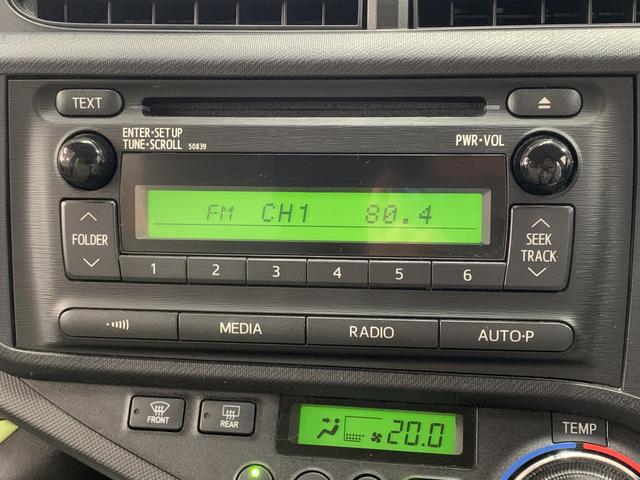 TEXT
ENTER·SETUP
TUNE·SCROLL 50839
PWR·VOL
FM CH1 80.4
FOLDER
SEEK
TRACK
1 2 3 4 5 6
MEDIA RADIO AUTO·P
FRONT REAR
20.0
TEMP